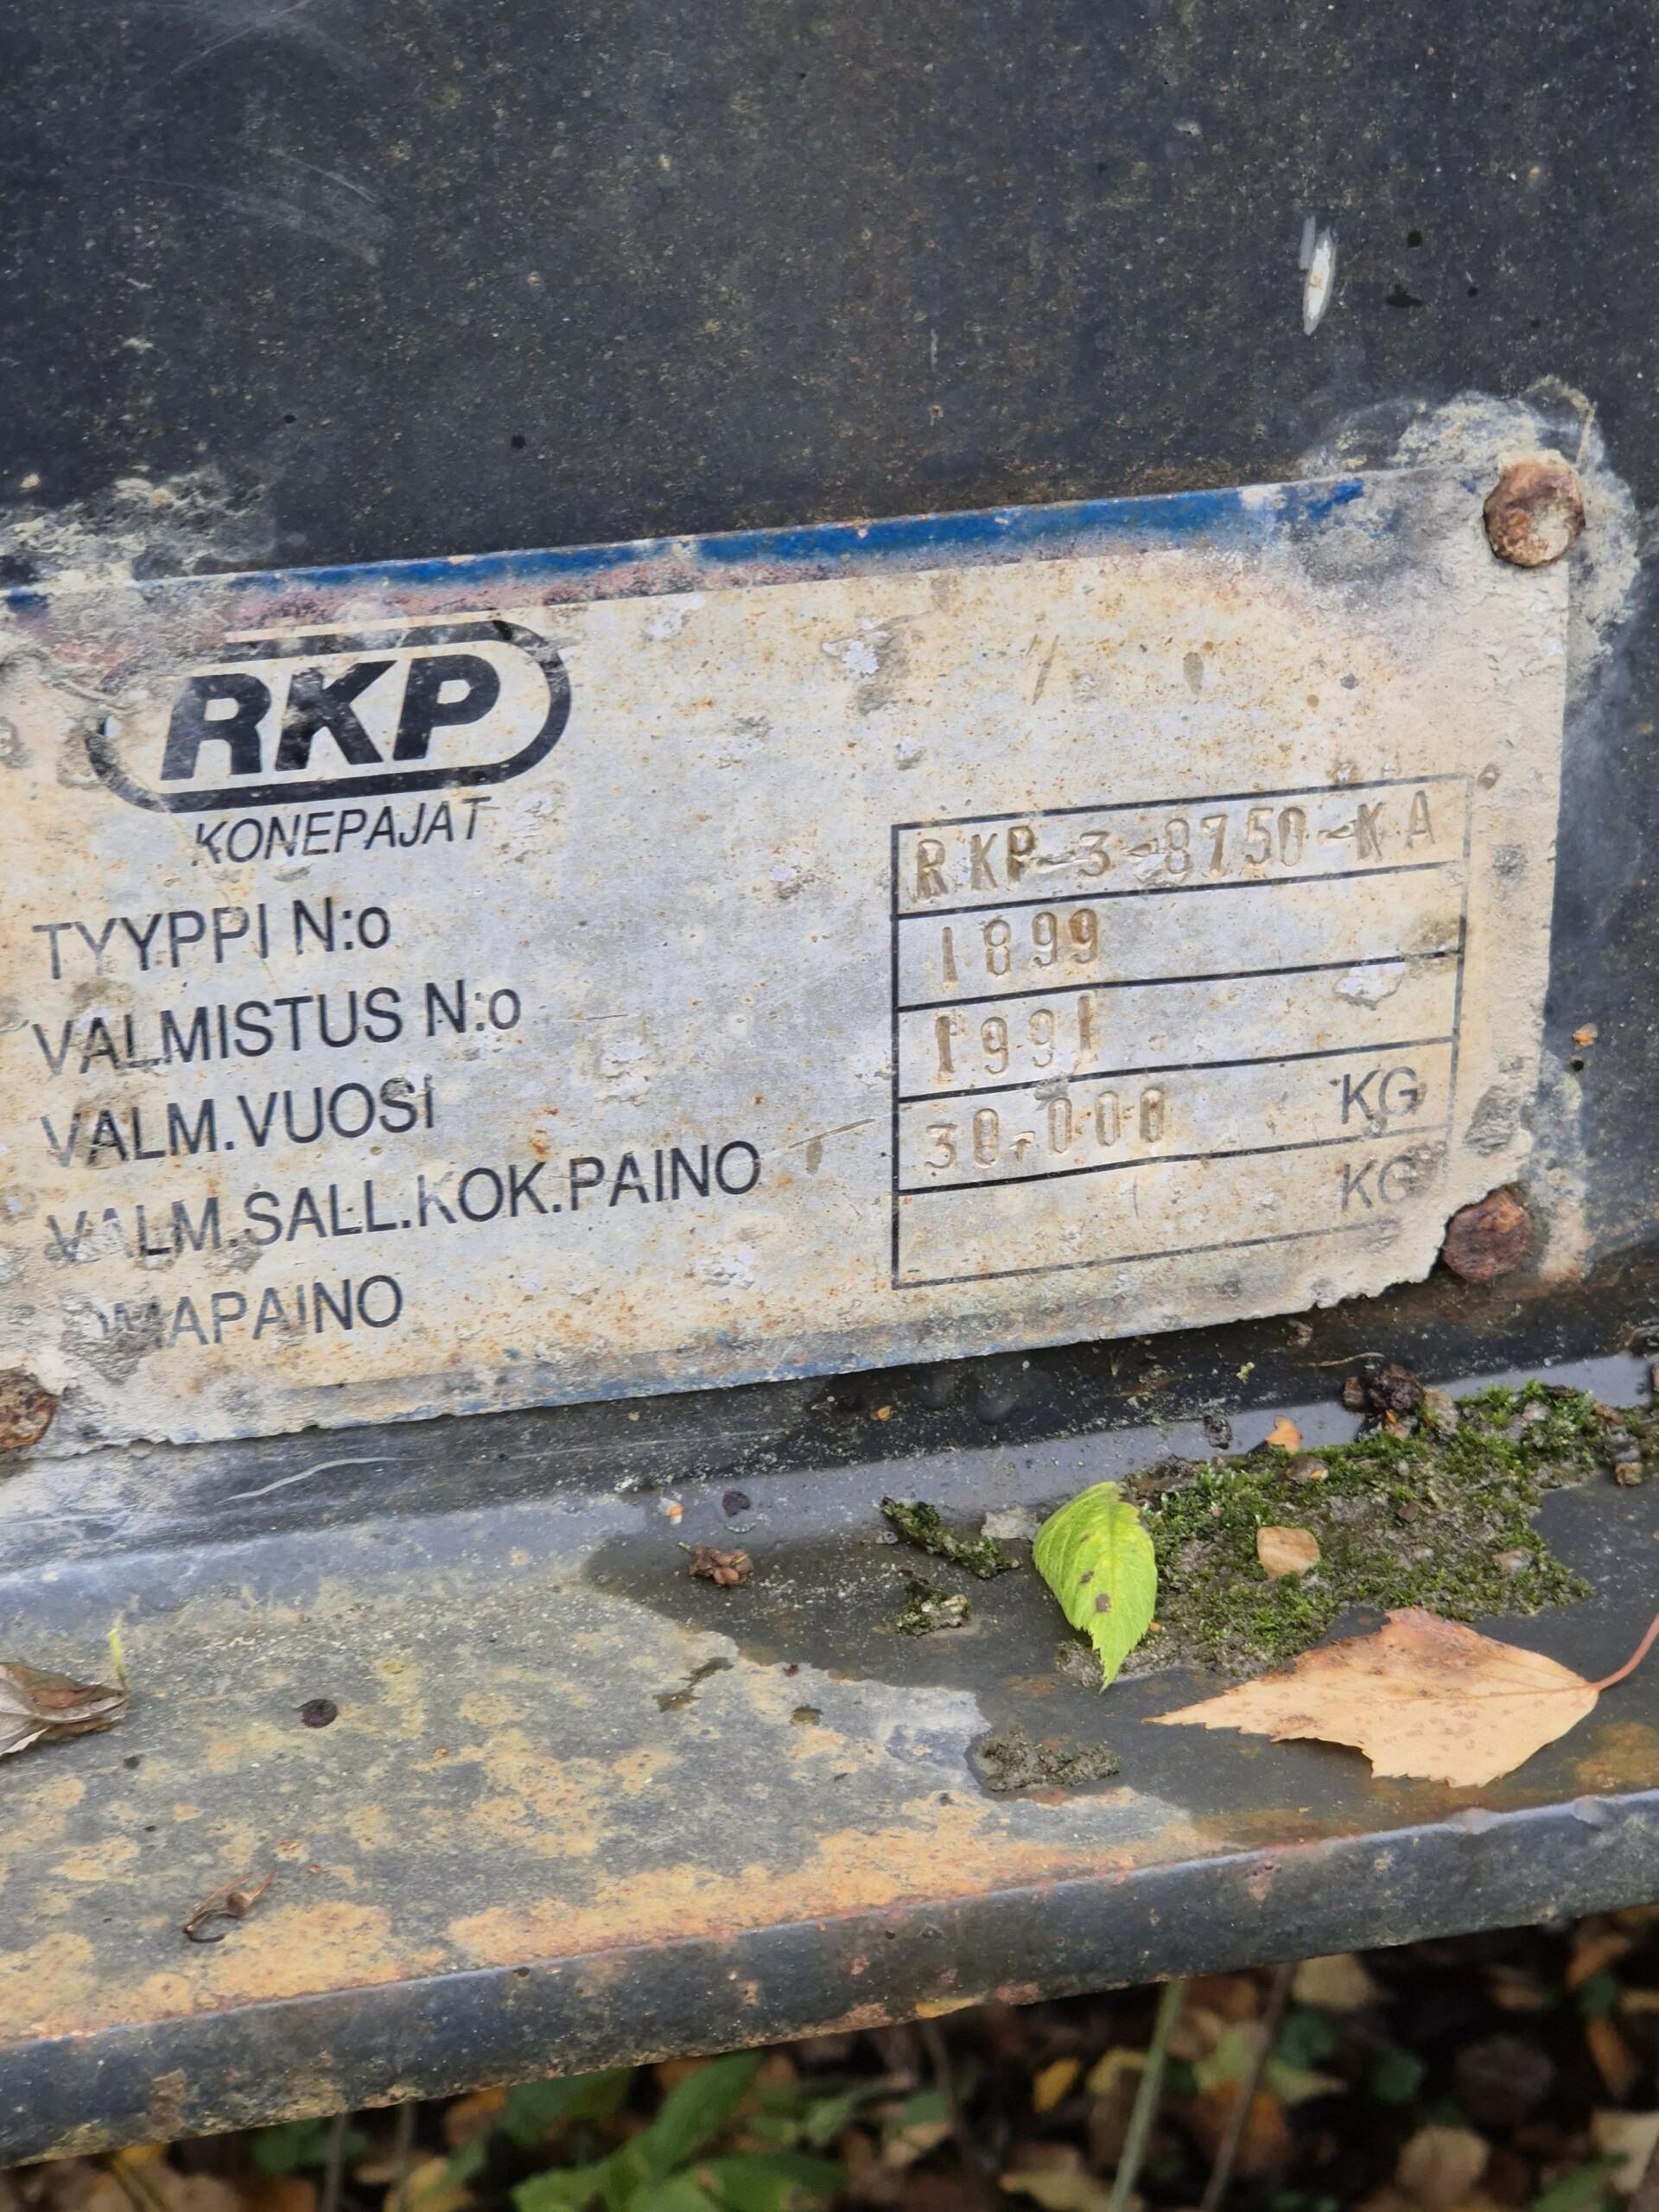 RKP
KONEPAJAT
TYYPPI N:o RKP-3-8750-KA
VALMISTUS N:o 1899
VALM.VUOSI 1991
VALM.SALL.KOK.PAINO 30.000 KG
OMAPAINO KG